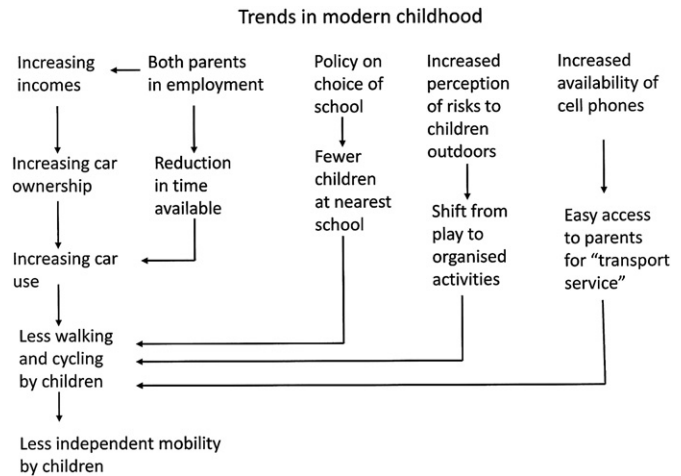 Trends in modern childhood
Increasing
incomes
Both parents
in employment
Policy on
choice of
school
Increased
perception
of risks to
children
outdoors
Increased
availability of
cell phones
Increasing car
ownership
Reduction
in time
available
Fewer
children
at nearest
school
Shift from
play to
organised
activities
Easy access
to parents
for “transport
service”
Increasing car
use
Less walking
and cycling
by children
Less independent mobility
by children